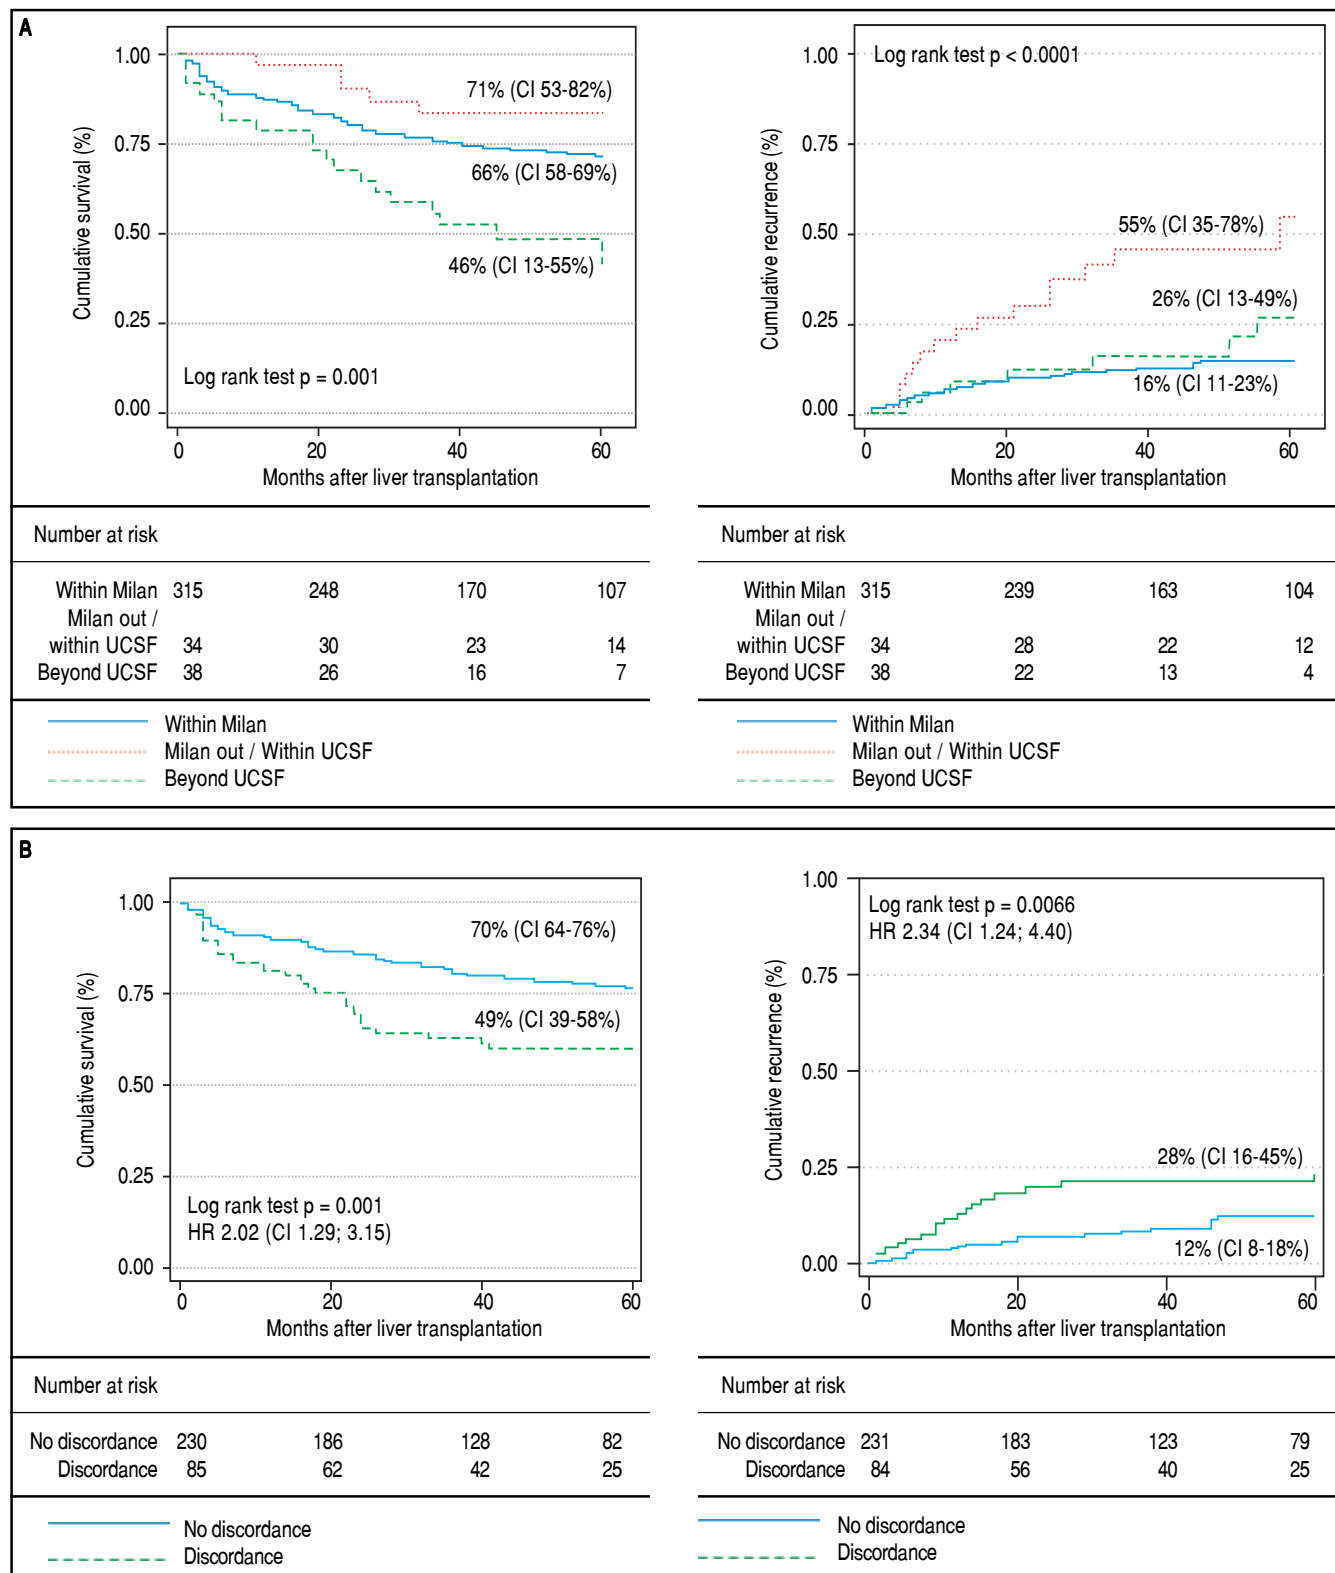 A
1.00
0.75
0.50
0.25
0.00
Cumulative survival (%)
71% (CI 53-82%)
66% (CI 58-69%)
46% (CI 13-55%)
Log rank test p = 0.001
0 20 40 60
Months after liver transplantation
Number at risk
Within Milan 315 248 170 107
Milan out /
within UCSF 34 30 23 14
Beyond UCSF 38 26 16 7
Within Milan
Milan out / Within UCSF
Beyond UCSF
1.00
0.75
0.50
0.25
0.00
Cumulative recurrence (%)
Log rank test p < 0.0001
55% (CI 35-78%)
26% (CI 13-49%)
16% (CI 11-23%)
0 20 40 60
Months after liver transplantation
Number at risk
Within Milan 315 239 163 104
Milan out /
within UCSF 34 28 22 12
Beyond UCSF 38 22 13 4
Within Milan
Milan out / Within UCSF
Beyond UCSF
B
1.00
0.75
0.50
0.25
0.00
Cumulative survival (%)
70% (CI 64-76%)
49% (CI 39-58%)
Log rank test p = 0.001
HR 2.02 (CI 1.29; 3.15)
0 20 40 60
Months after liver transplantation
Number at risk
No discordance 230 186 128 82
Discordance 85 62 42 25
No discordance
Discordance
1.00
0.75
0.50
0.25
0.00
Cumulative recurrence (%)
Log rank test p = 0.0066
HR 2.34 (CI 1.24; 4.40)
28% (CI 16-45%)
12% (CI 8-18%)
0 20 40 60
Months after liver transplantation
Number at risk
No discordance 231 183 123 79
Discordance 84 56 40 25
No discordance
Discordance